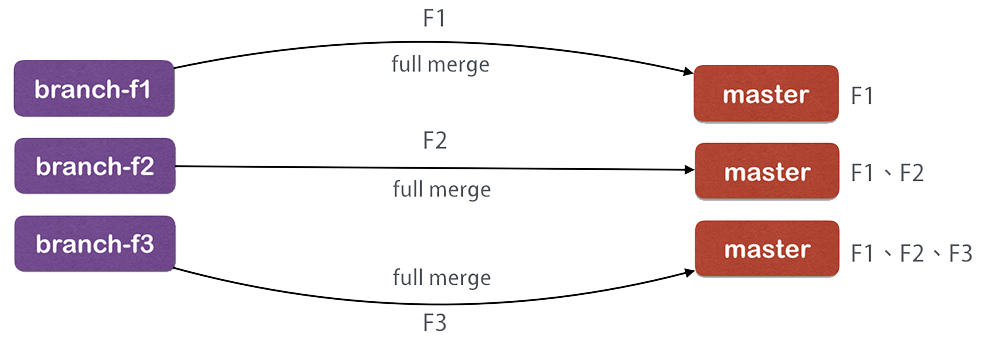 F1
full merge
branch-f1
master
F1
F2
branch-f2
full merge
master
F1、F2
branch-f3
full merge
F3
master
F1、F2、F3